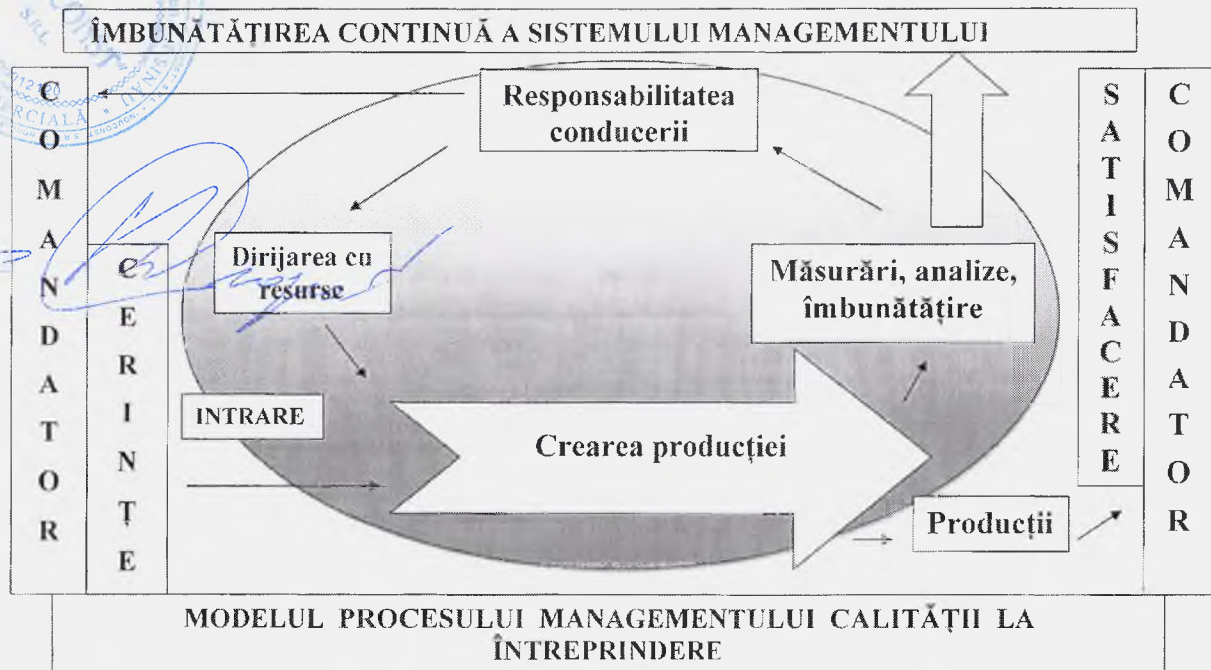 ÎMBUNĂTĂȚIREA CONTINUĂ A SISTEMULUI MANAGEMENTULUI
COMANDATOR
CERINȚE
Responsabilitatea
conducerii
Dirijarea cu
resurse
Măsurări, analize,
îmbunătățire
INTRARE
Crearea producției
Producții
SATISFACERE
COMANDATOR
MODELUL PROCESULUI MANAGEMENTULUI CALITĂȚII LA
ÎNTREPRINDERE